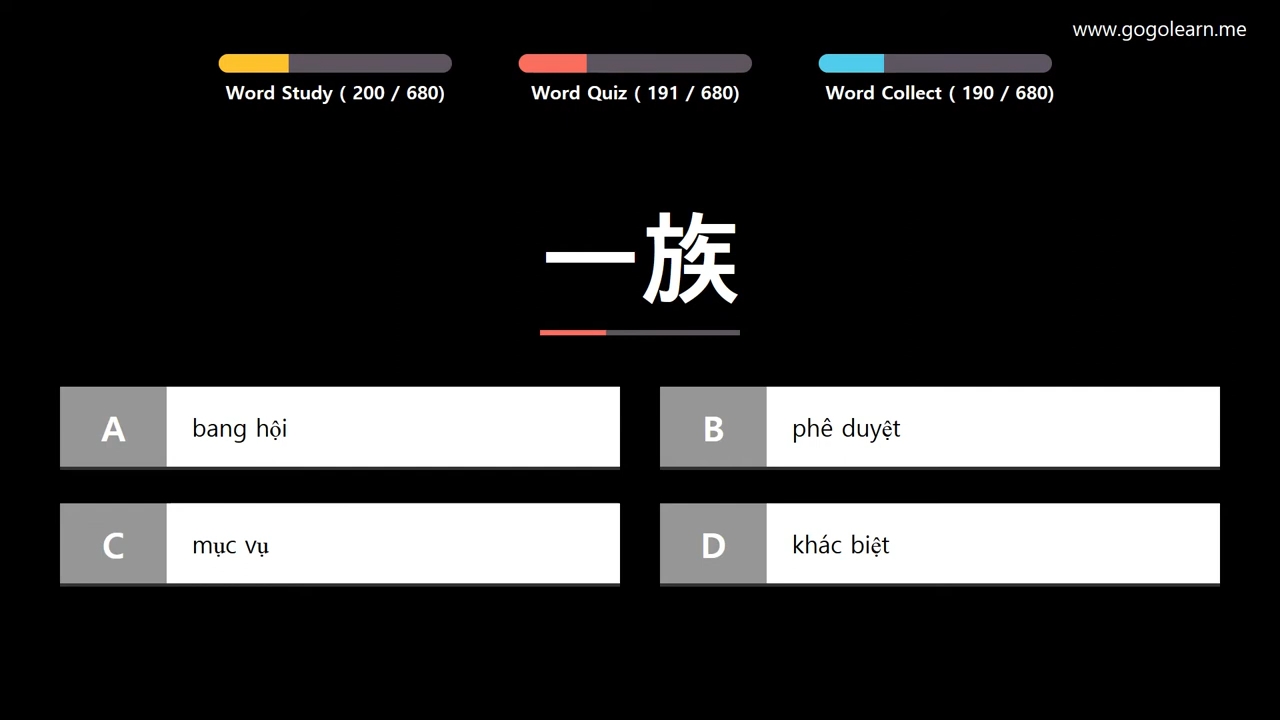 www.gogolearn.me
Word Study ( 200 / 680)
Word Quiz ( 191 / 680)
Word Collect ( 190 / 680)
一族
A bang hội
B phê duyệt
C mục vụ
D khác biệt